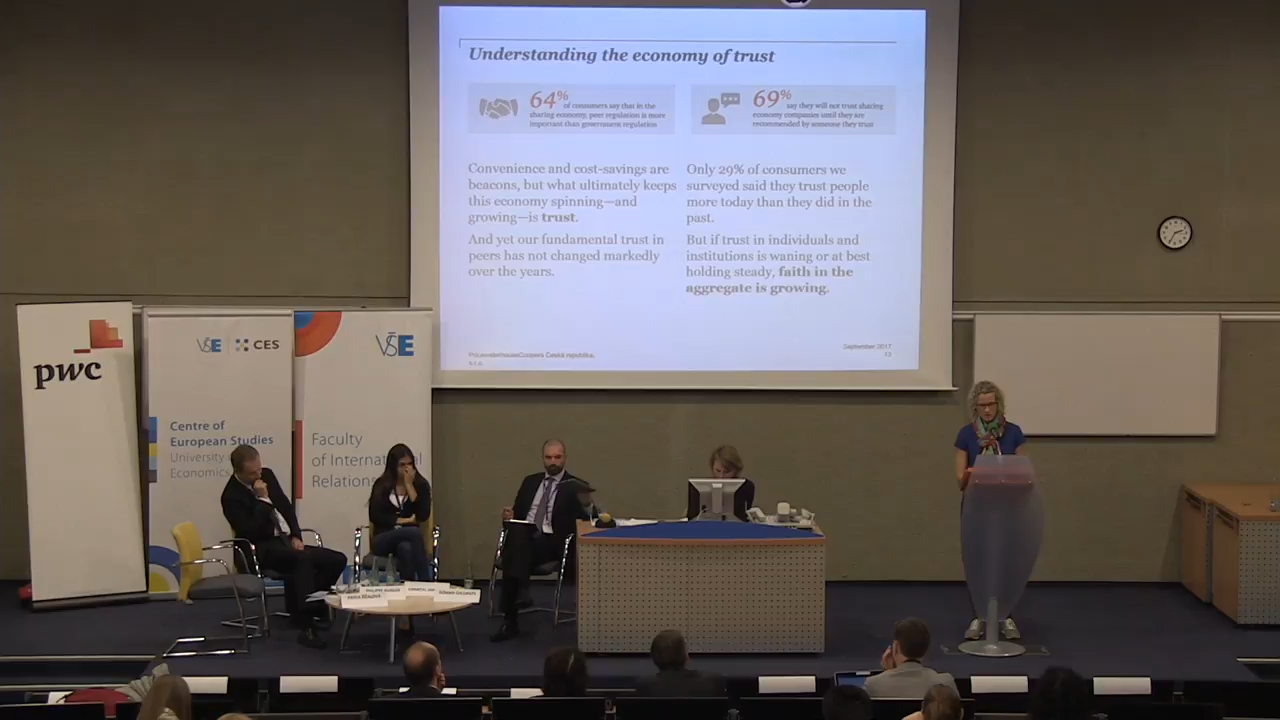 Understanding the economy of trust
64%
of consumers say that in the
sharing economy, peer regulation is more
important than government regulation
69%
say they will not trust sharing
economy companies until they are
recommended by someone they trust
Convenience and cost-savings are
beacons, but what ultimately keeps
this economy spinning—and
growing—is trust.
And yet our fundamental trust in
peers has not changed markedly
over the years.
Only 29% of consumers we
surveyed said they trust people
more today than they did in the
past.
But if trust in individuals and
institutions is waning or at best
holding steady, faith in the
aggregate is growing.
PricewaterhouseCoopers Česká republika,
s.r.o.
September 2017
13
pwc
VŠE CES
Centre of
European Studies
University
Economics
VŠE
Faculty
of International
Relations